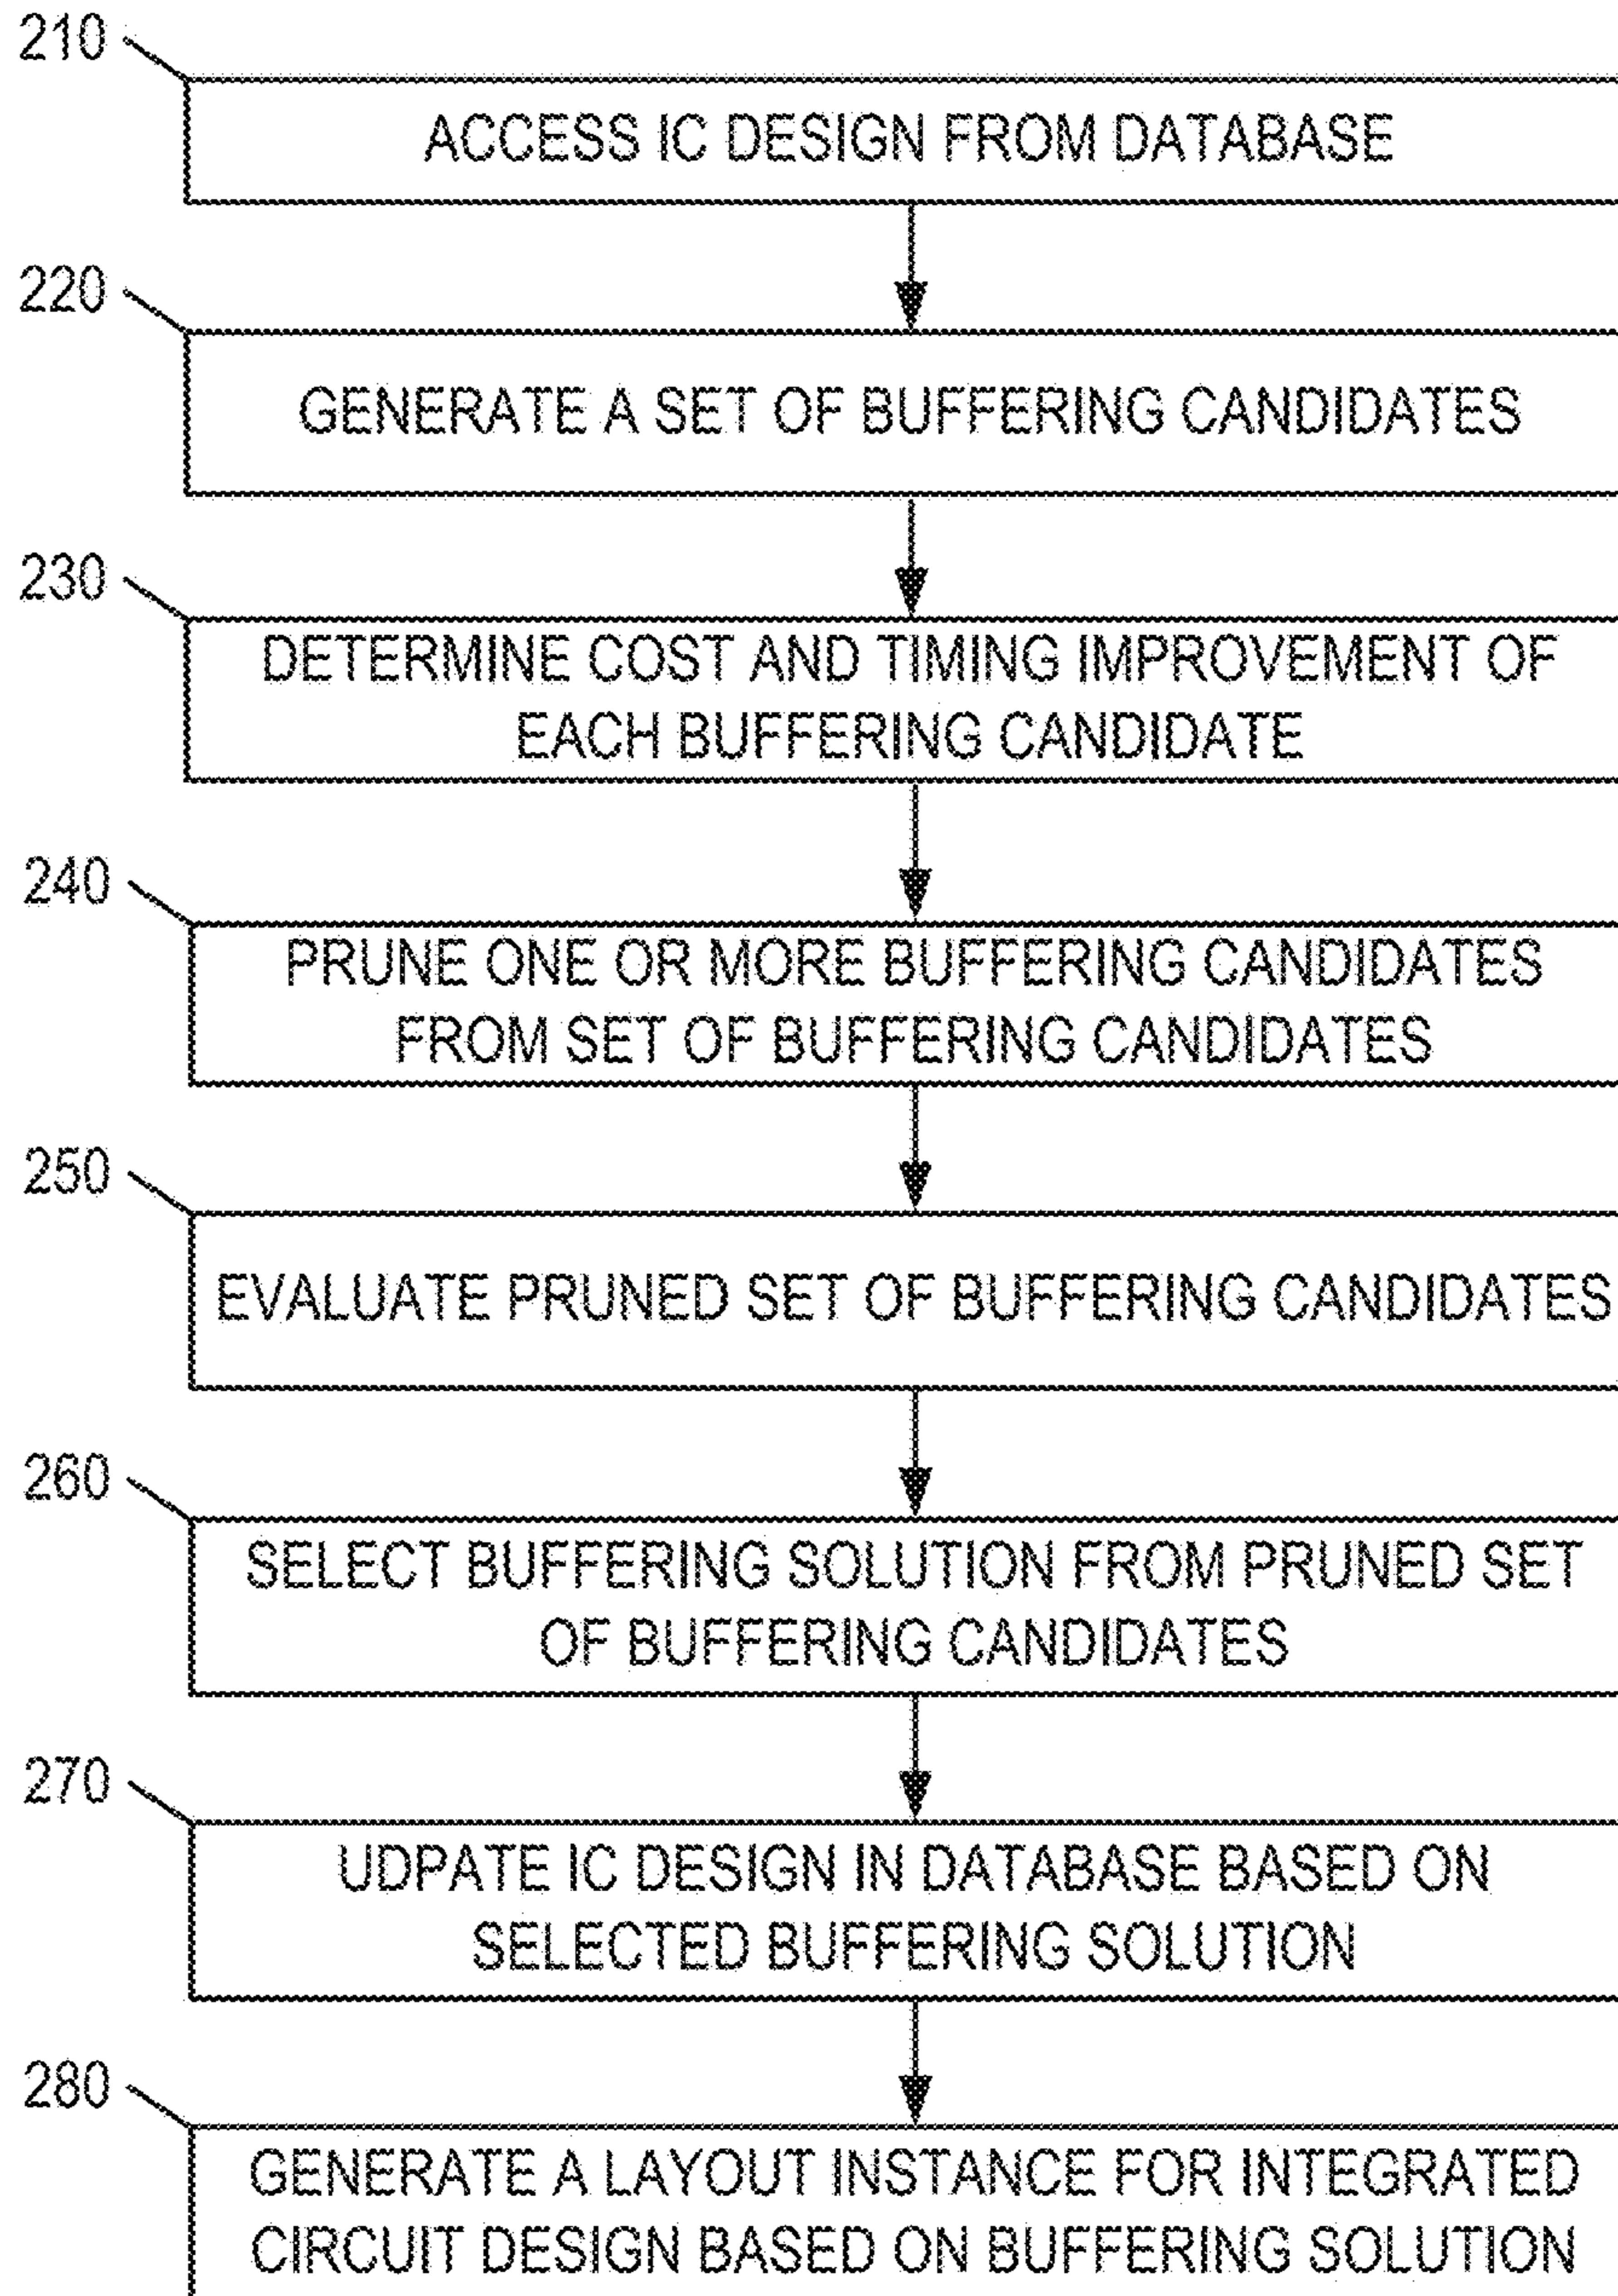 210
ACCESS IC DESIGN FROM DATABASE
220
GENERATE A SET OF BUFFERING CANDIDATES
230
DETERMINE COST AND TIMING IMPROVEMENT OF
EACH BUFFERING CANDIDATE
240
PRUNE ONE OR MORE BUFFERING CANDIDATES
FROM SET OF BUFFERING CANDIDATES
250
EVALUATE PRUNED SET OF BUFFERING CANDIDATES
260
SELECT BUFFERING SOLUTION FROM PRUNED SET
OF BUFFERING CANDIDATES
270
UDPATE IC DESIGN IN DATABASE BASED ON
SELECTED BUFFERING SOLUTION
280
GENERATE A LAYOUT INSTANCE FOR INTEGRATED
CIRCUIT DESIGN BASED ON BUFFERING SOLUTION